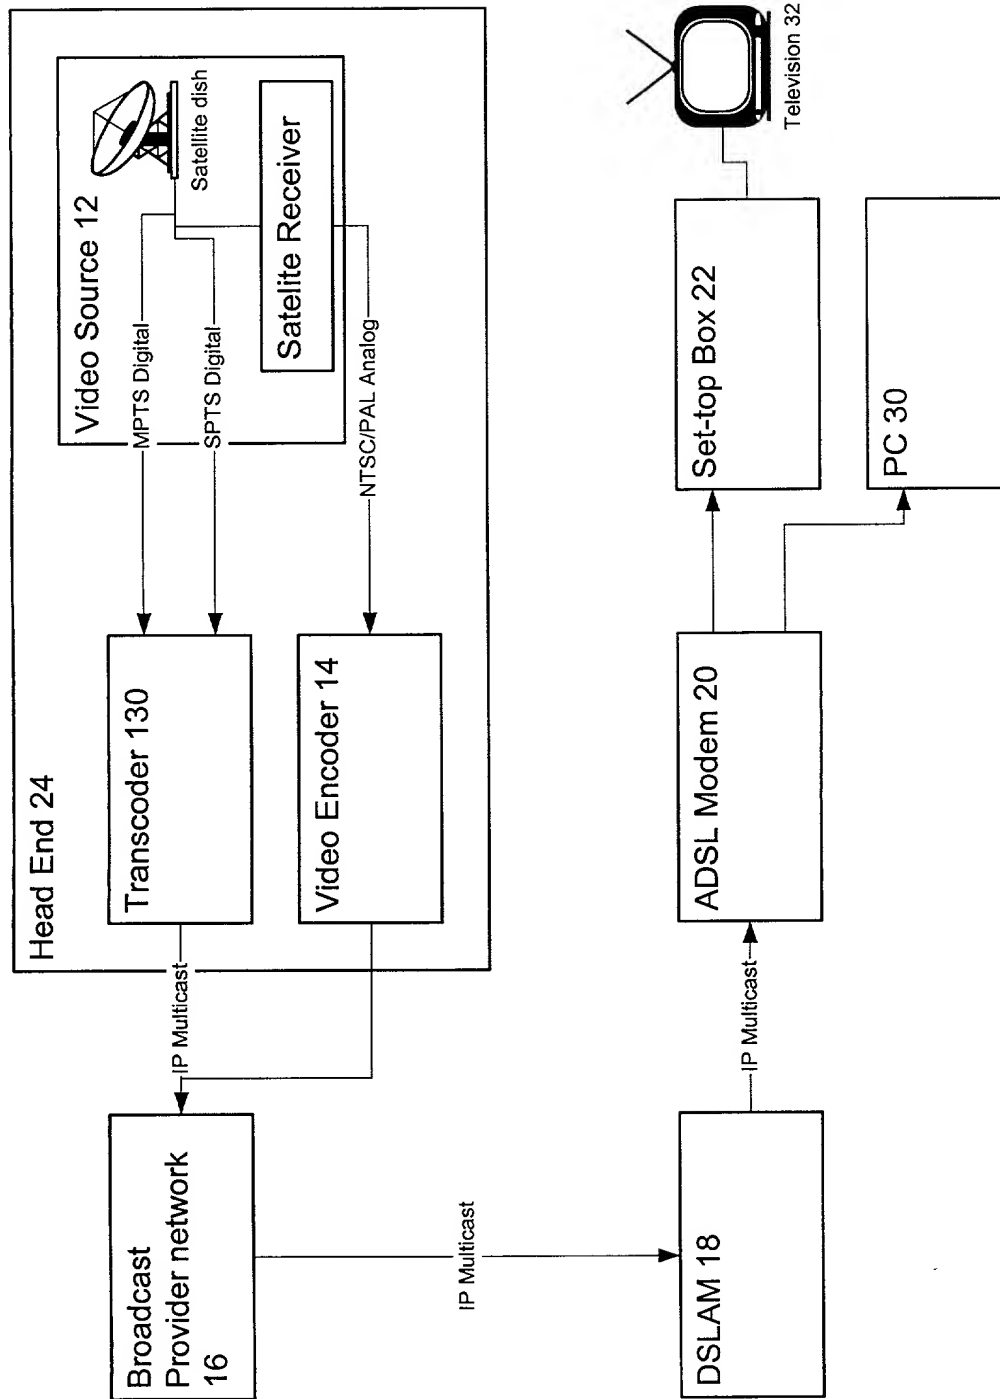 Head End 24
Video Source 12
Satellite dish
Satelite Receiver
MPTS Digital
SPTS Digital
NTSC/PAL Analog
Transcoder 130
Video Encoder 14
IP Multicast
Broadcast
Provider network
16
IP Multicast
DSLAM 18
IP Multicast
ADSL Modem 20
Set-top Box 22
PC 30
Television 32